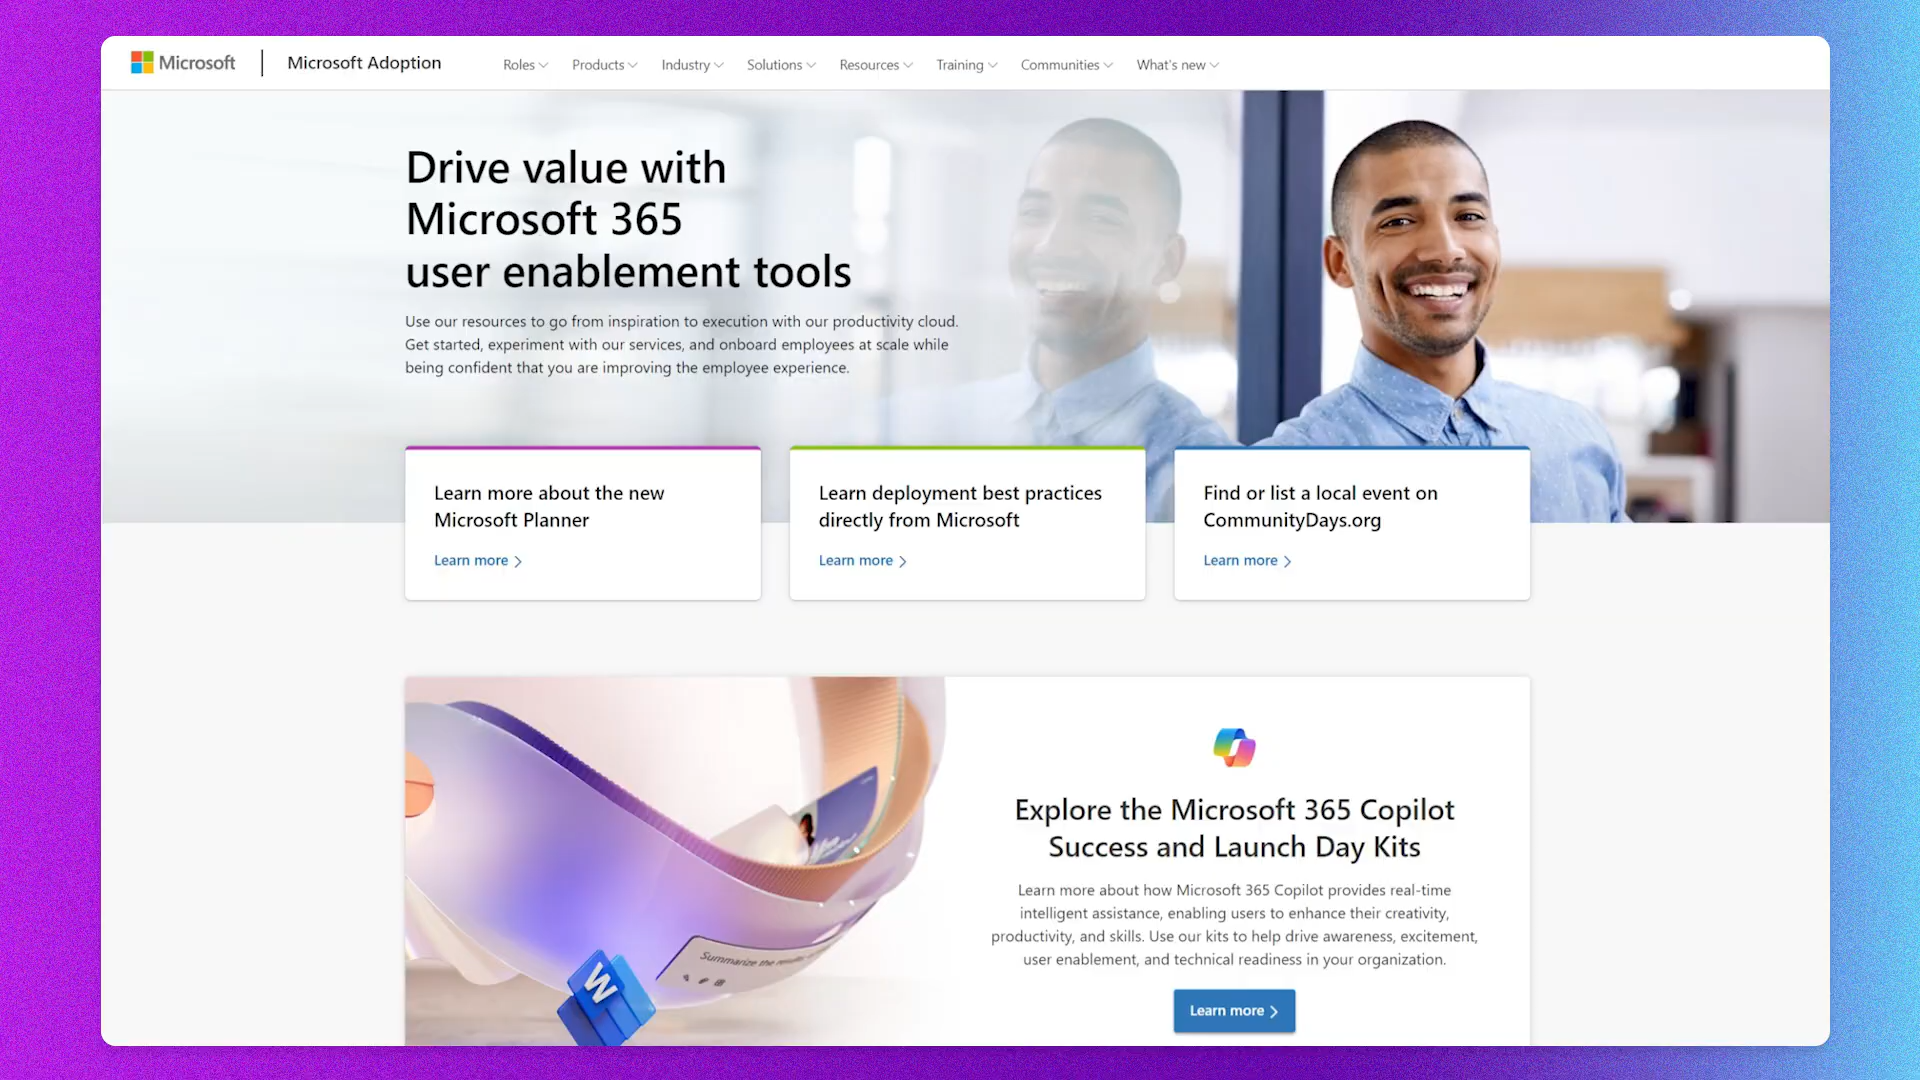 Microsoft
Microsoft Adoption
Roles
Products
Industry
Solutions
Resources
Training
Communities
What's new
Drive value with
Microsoft 365
user enablement tools
Use our resources to go from inspiration to execution with our productivity cloud.
Get started, experiment with our services, and onboard employees at scale while
being confident that you are improving the employee experience.
Learn more about the new
Microsoft Planner
Learn more
Learn deployment best practices
directly from Microsoft
Learn more
Find or list a local event on
CommunityDays.org
Learn more
Explore the Microsoft 365 Copilot
Success and Launch Day Kits
Learn more about how Microsoft 365 Copilot provides real-time
intelligent assistance, enabling users to enhance their creativity,
productivity, and skills. Use our kits to help drive awareness, excitement,
user enablement, and technical readiness in your organization.
Learn more
Summarize the
W